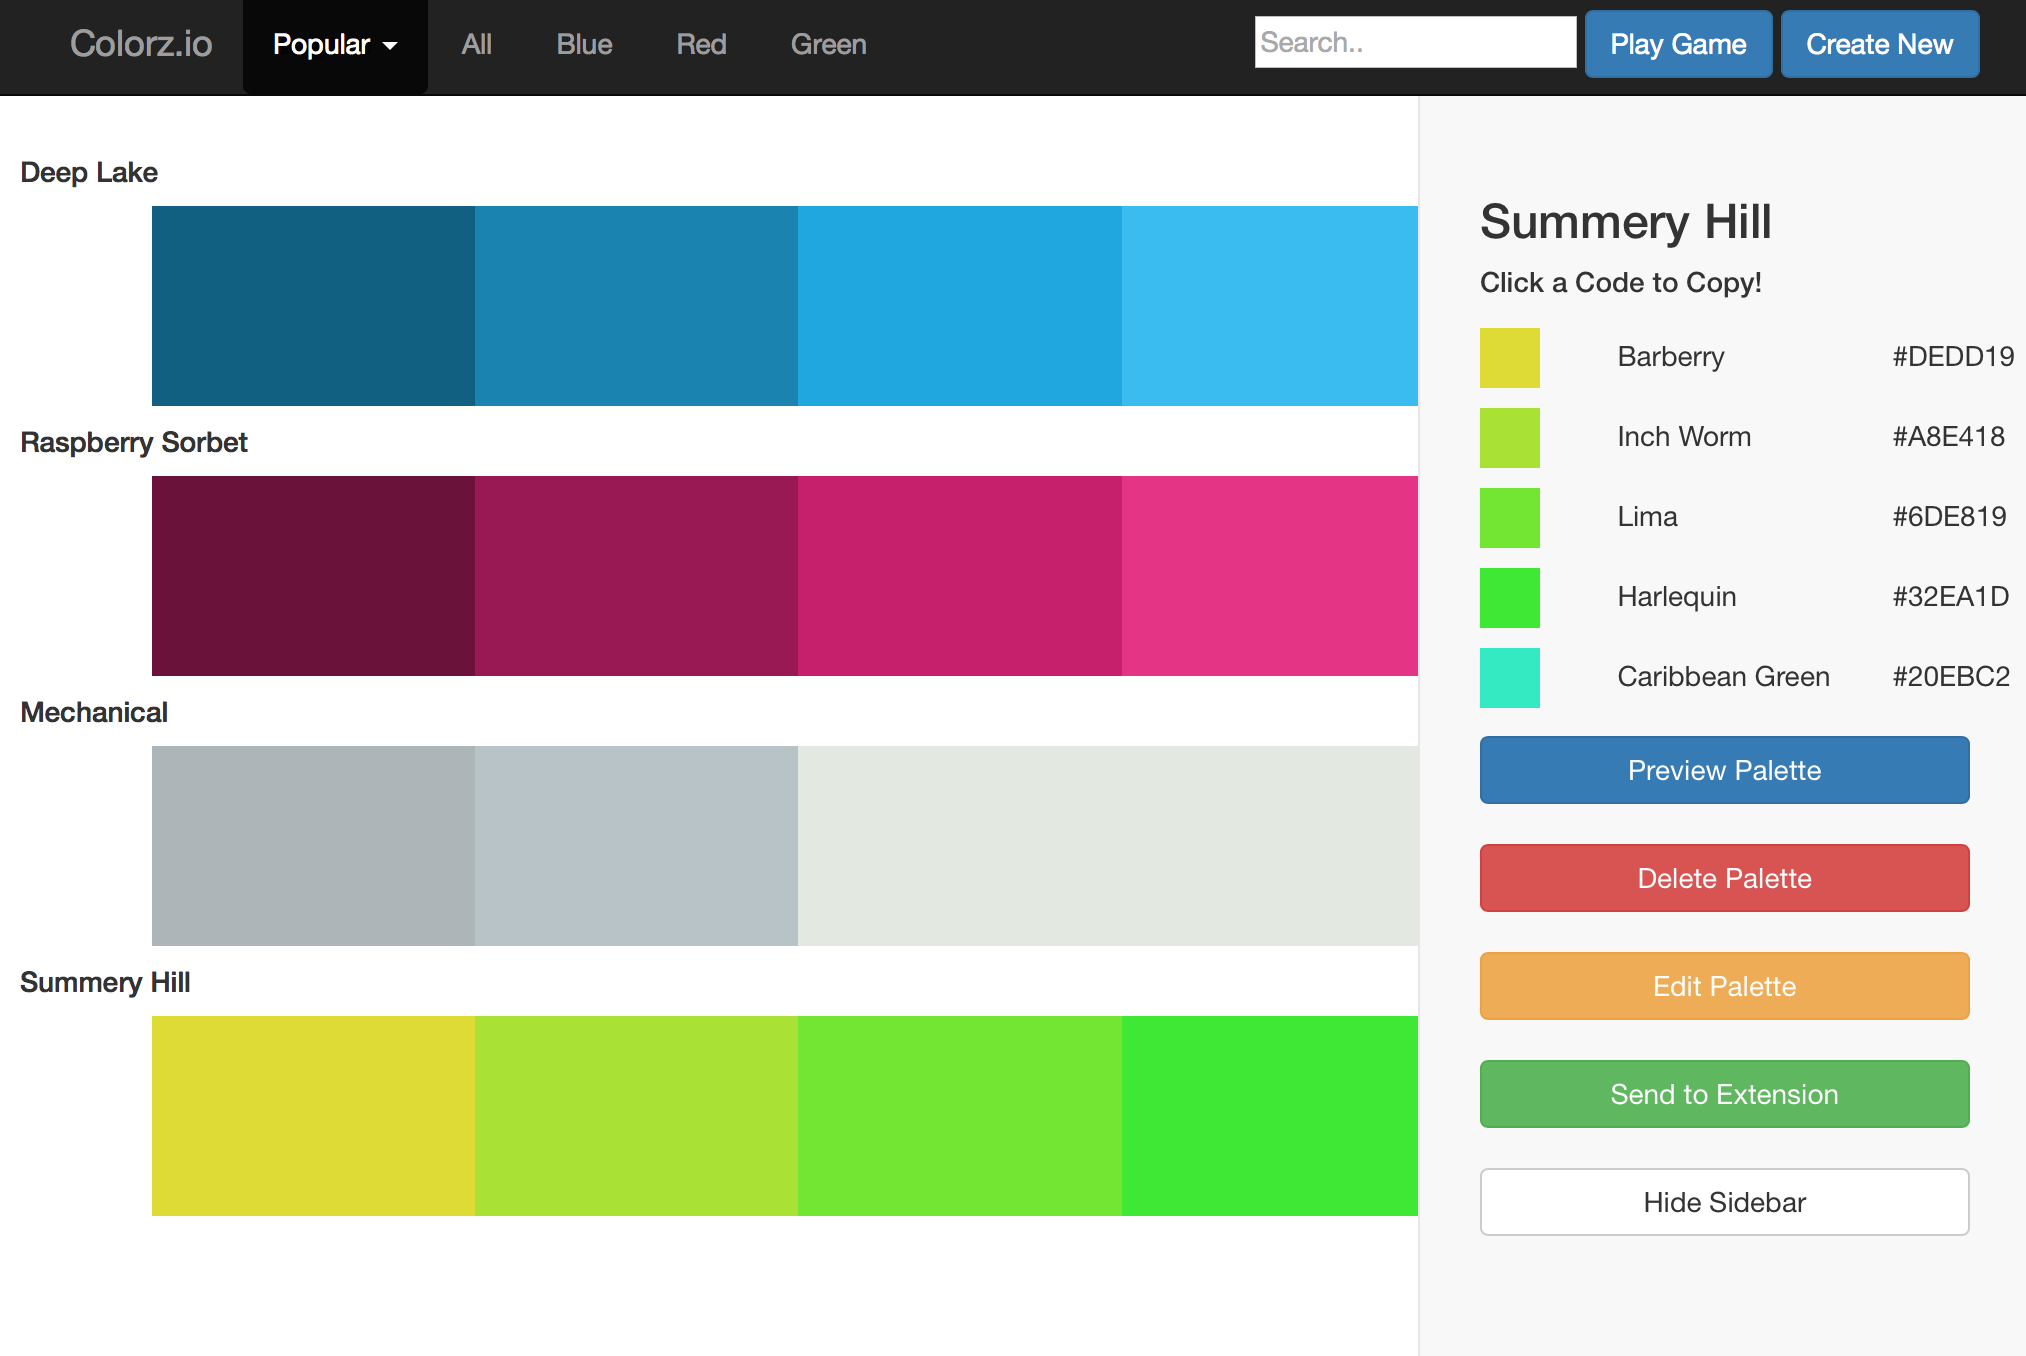 Colorz.io Popular All Blue Red Green Search.. Play Game Create New
Deep Lake
Raspberry Sorbet
Mechanical
Summery Hill
Summery Hill
Click a Code to Copy!
Barberry #DEDD19
Inch Worm #A8E418
Lima #6DE819
Harlequin #32EA1D
Caribbean Green #20EBC2
Preview Palette
Delete Palette
Edit Palette
Send to Extension
Hide Sidebar